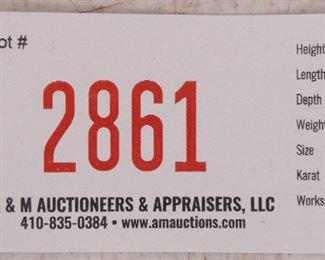 ot #
2861
& M AUCTIONEERS & APPRAISERS, LLC
410-835-0384 • www.amauctions.com
Height
Length
Depth
Weight
Size
Karat
Works